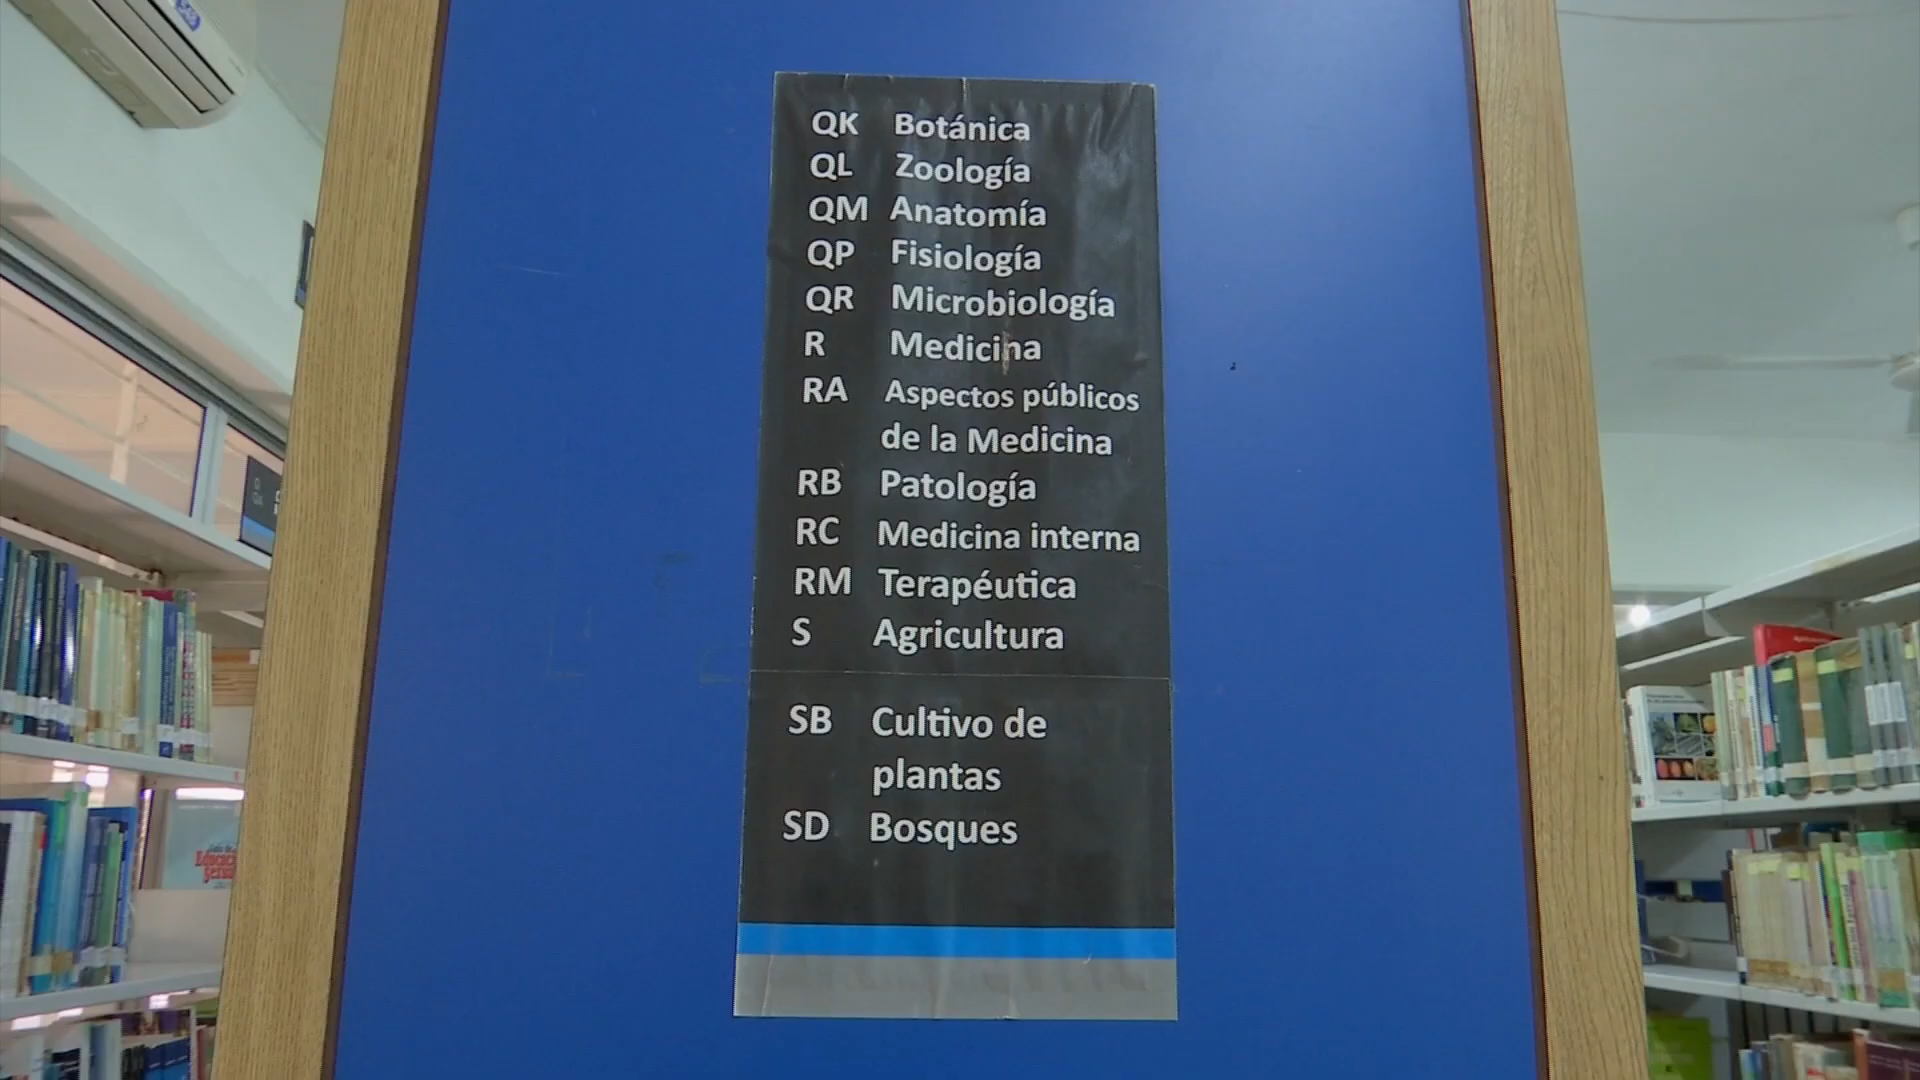 QK Botánica
QL Zoología
QM Anatomía
QP Fisiología
QR Microbiología
R Medicina
RA Aspectos públicos
de la Medicina
RB Patología
RC Medicina interna
RM Terapéutica
S Agricultura
SB Cultivo de
plantas
SD Bosques